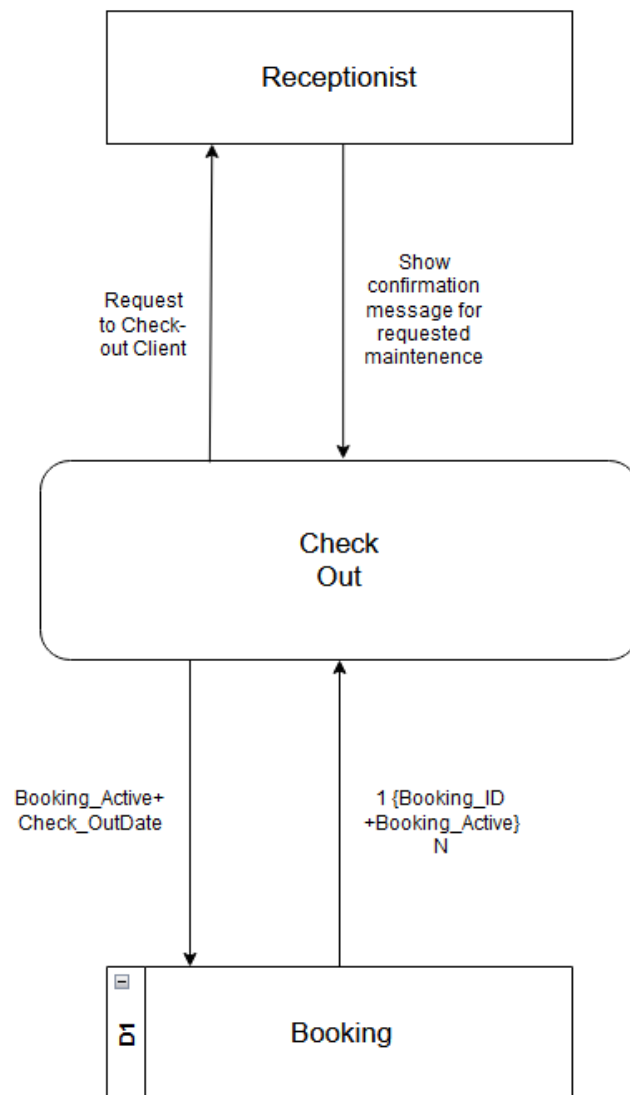 Receptionist
Request
to Check-
out Client
Show
confirmation
message for
requested
maintenence
Check
Out
Booking_Active+
Check_OutDate
1 {Booking_ID
+Booking_Active}
N
D1
Booking